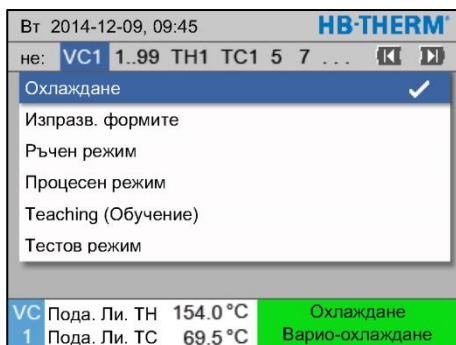 Вт 2014-12-09, 09:45 HB-THERM®
не: VC1 1..99 TH1 TC1 5 7 ...
Охлаждане
Изпразв. формите
Ръчен режим
Процесен режим
Teaching (Обучение)
Тестов режим
VC Пода. Ли. TH 154.0 °C Охлаждане
1 Пода. Ли. TC 69.5 °C Варио-охлаждане